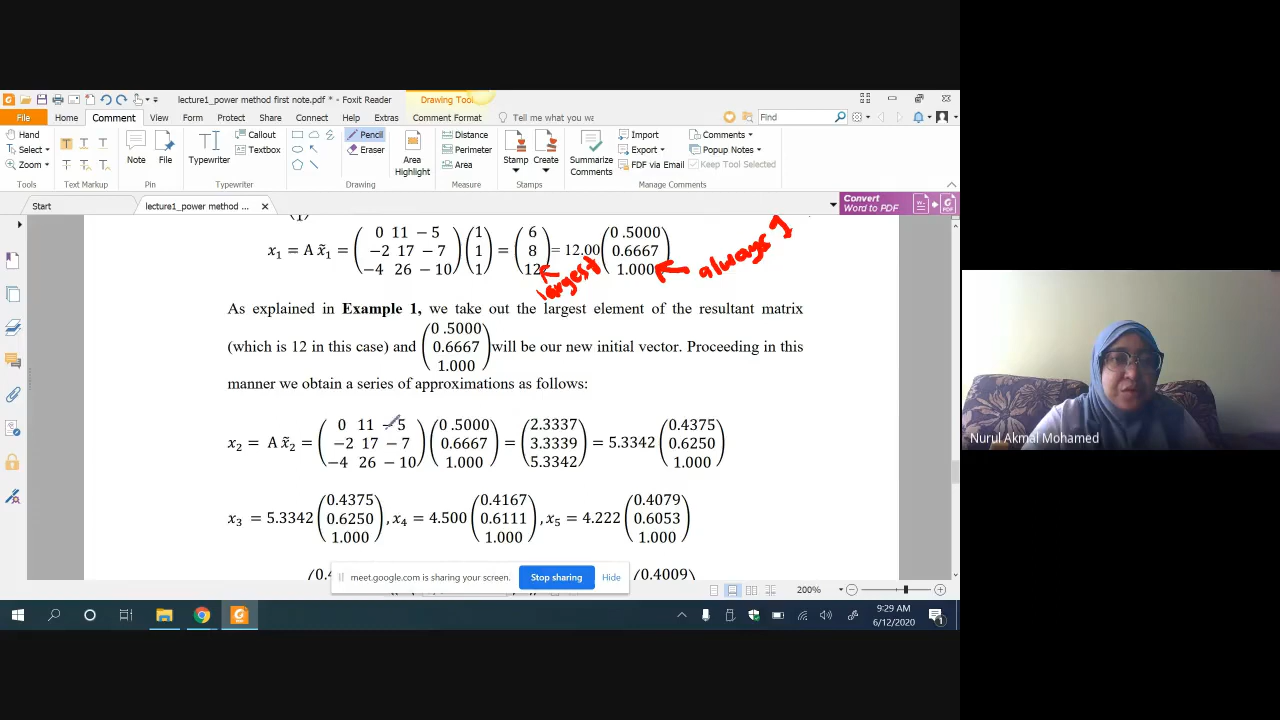 lecture1_power method first note.pdf * - Foxit Reader
Drawing Tools
File Home Comment View Form Protect Share Connect Help Extras Comment Format Tell me what you wa Find
Hand
Select
Zoom
Tools
Text Markup
Note File
Pin
Typewriter
Callout
Textbox
Typewriter
Pencil
Eraser
Drawing
Area Highlight
Distance
Perimeter
Area
Measure
Stamp Create
Stamps
Summarize Comments
Import
Export
FDF via Email
Comments
Popup Notes
Keep Tool Selected
Manage Comments
Start
lecture1_power method ...
Convert
Word to PDF
x₁ = A x̃₁ = ( 0 11 − 5 ; −2 17 − 7 ; −4 26 − 10 ) ( 1 ; 1 ; 1 ) = ( 6 ; 8 ; 12 ) = 12.00 ( 0 .5000 ; 0.6667 ; 1.000 )
largest
always 1
As explained in Example 1, we take out the largest element of the resultant matrix
(which is 12 in this case) and ( 0 .5000 ; 0.6667 ; 1.000 ) will be our new initial vector. Proceeding in this
manner we obtain a series of approximations as follows:
x₂ = A x̃₂ = ( 0 11 − 5 ; −2 17 − 7 ; −4 26 − 10 ) ( 0 .5000 ; 0.6667 ; 1.000 ) = ( 2.3337 ; 3.3339 ; 5.3342 ) = 5.3342 ( 0.4375 ; 0.6250 ; 1.000 )
x₃ = 5.3342 ( 0.4375 ; 0.6250 ; 1.000 ) , x₄ = 4.500 ( 0.4167 ; 0.6111 ; 1.000 ) , x₅ = 4.222 ( 0.4079 ; 0.6053 ; 1.000 )
(0.4
(0.4009)
meet.google.com is sharing your screen. Stop sharing Hide
200%
9:29 AM
6/12/2020
1
Nurul Akmal Mohamed